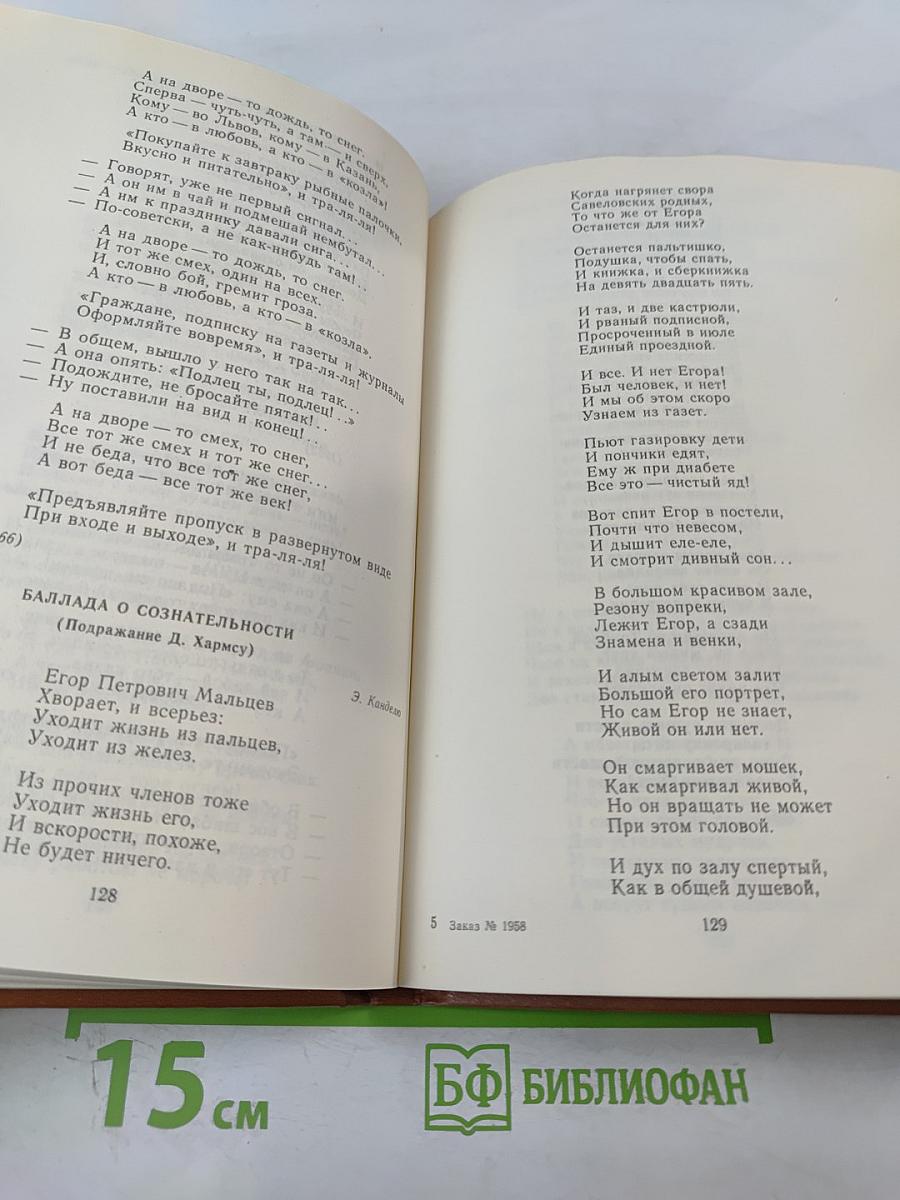 А на дворе — то дождь, то снег.
Сперва — чуть-чуть, а там — и сверх,
Кому — во Львов, кому — в Казань,
А кто — в любовь, а кто — в «козла»!
«Покупайте к завтраку рыбные палочки,
Вкусно и питательно», и тра-ля-ля!
— Говорят, уже не первый сигнал...
— А он им в чай и подмешай нембутал...
— А им к празднику давали сига...
— По-советски, а не как-нибудь там!..
А на дворе — то дождь, то снег.
И тот же смех, один на всех.
И, словно бой, гремит гроза.
А кто — в любовь, а кто — в «козла».
«Граждане, подписку на газеты и журналы
Оформляйте вовремя», и тра-ля-ля!
— В общем, вышло у него так на так...
— А она опять: «Подлец ты, подлец!..»
— Подождите, не бросайте пятак!..
— Ну поставили на вид и конец!..
А на дворе — то смех, то снег,
Все тот же смех и тот же снег...
И не беда, что все тот же снег,
А вот беда — все тот же век!
«Предъявляйте пропуск в развернутом виде
При входе и выходе», и тра-ля-ля!
66)
БАЛЛАДА О СОЗНАТЕЛЬНОСТИ
(Подражание Д. Хармсу)
Э. Канделю
Егор Петрович Мальцев
Хворает, и всерьез:
Уходит жизнь из пальцев,
Уходит из желез.
Из прочих членов тоже
Уходит жизнь его,
И вскорости, похоже,
Не будет ничего.
128
Когда нагрянет свора
Савеловских родных,
То что же от Егора
Останется для них?
Останется пальтишко,
Подушка, чтобы спать,
И книжка, и сберкнижка
На девять двадцать пять.
И таз, и две кастрюли,
И рваный подписной,
Просроченный в июле
Единый проездной.
И все. И нет Егора!
Был человек, и нет!
И мы об этом скоро
Узнаем из газет.
Пьют газировку дети
И пончики едят,
Ему ж при диабете
Все это — чистый яд!
Вот спит Егор в постели,
Почти что невесом,
И дышит еле-еле,
И смотрит дивный сон...
В большом красивом зале,
Резону вопреки,
Лежит Егор, а сзади
Знамена и венки,
И алым светом залит
Большой его портрет,
Но сам Егор не знает,
Живой он или нет.
Он смаргивает мошек,
Как смаргивал живой,
Но он вращать не может
При этом головой.
И дух по залу спертый,
Как в общей душевой,
5 Заказ № 1958
129
15 см
БФ БИБЛИОФАН